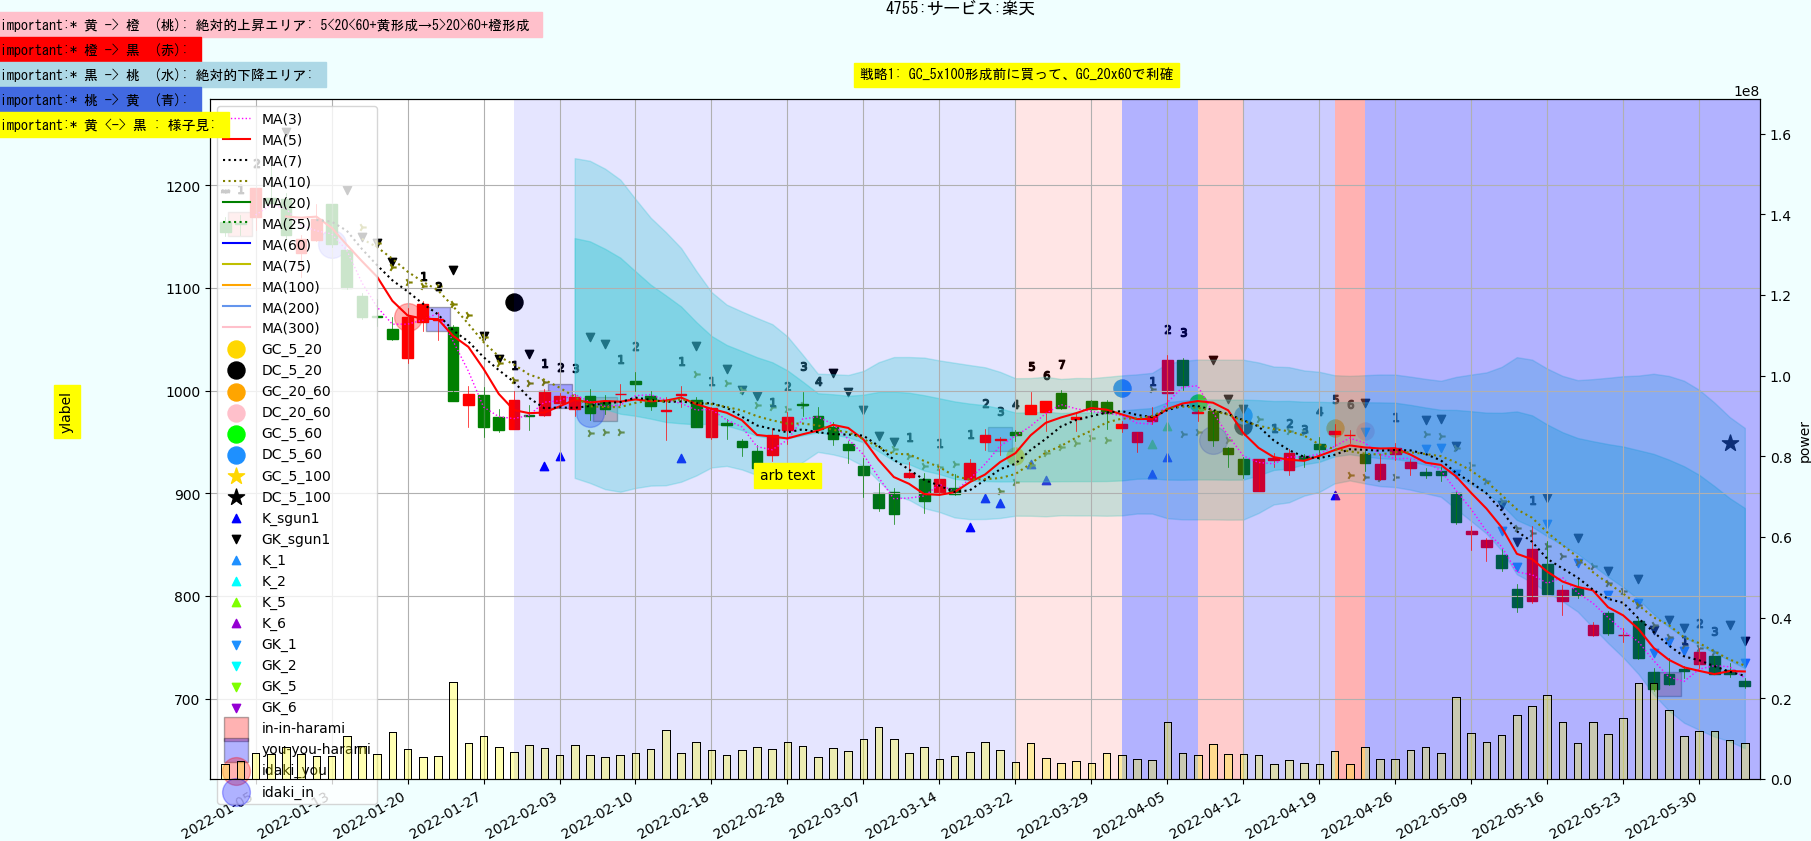 4755:サービス:楽天
important:* 黄 -> 橙 (桃): 絶対的上昇エリア: 5<20<60+黄形成→5>20>60+橙形成
important:* 橙 -> 黒 (赤):
important:* 黒 -> 桃 (水): 絶対的下降エリア:
戦略1: GC_5x100形成前に買って、GC_20x60で利確
important:* 桃 -> 黄 (青):
important:* 黄 <-> 黒 : 様子見:
1e8
MA(3)
MA(5)
MA(7)
MA(10)
MA(20)
MA(25)
MA(60)
MA(75)
MA(100)
MA(200)
MA(300)
GC_5_20
DC_5_20
GC_20_60
DC_20_60
GC_5_60
DC_5_60
GC_5_100
DC_5_100
K_sgun1
GK_sgun1
K_1
K_2
K_5
K_6
GK_1
GK_2
GK_5
GK_6
in-in-harami
you-you-harami
idaki_you
idaki_in
1200
1100
1000
900
800
700
ylabel
arb text
1.6
1.4
1.2
1.0
0.8
0.6
0.4
0.2
0.0
power
2022-01-05
2022-01-13
2022-01-20
2022-01-27
2022-02-03
2022-02-10
2022-02-18
2022-02-28
2022-03-07
2022-03-14
2022-03-22
2022-03-29
2022-04-05
2022-04-12
2022-04-19
2022-04-26
2022-05-09
2022-05-16
2022-05-23
2022-05-30